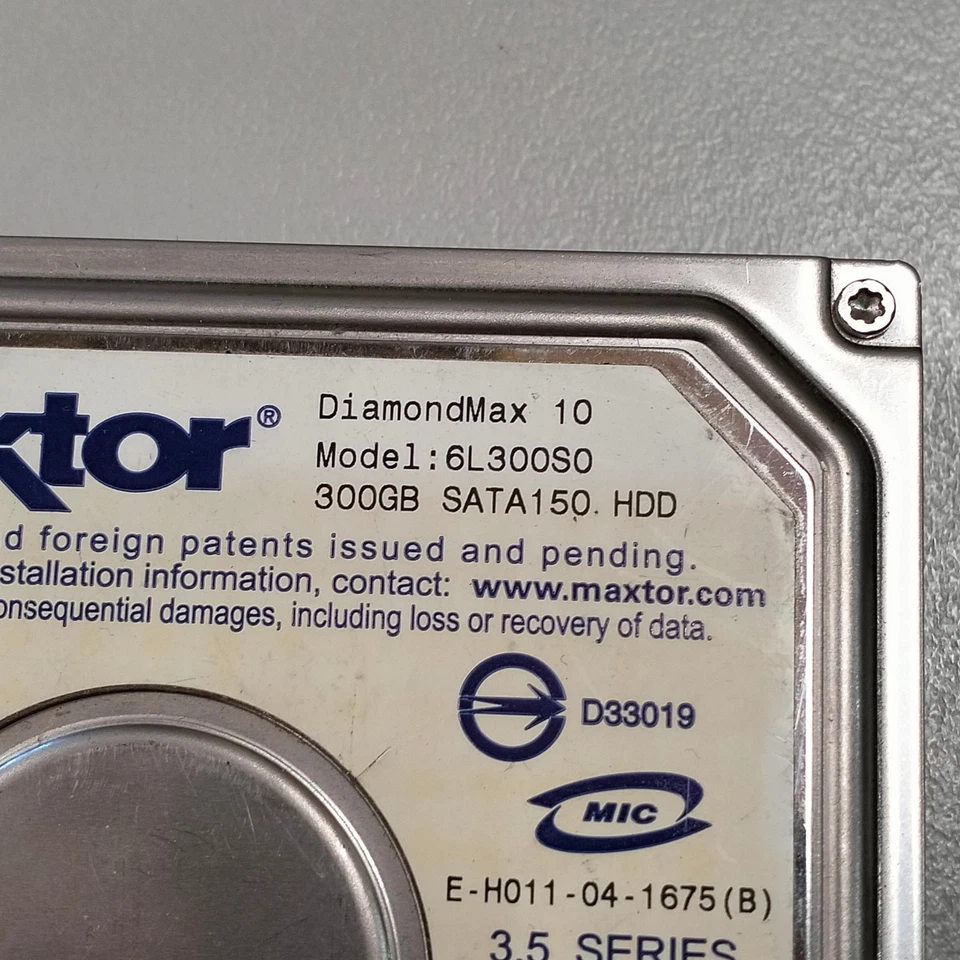 xtor®
DiamondMax 10
Model:6L300S0
300GB SATA150 HDD
d foreign patents issued and pending.
stallation information, contact: www.maxtor.com
onsequential damages, including loss or recovery of data.
D33019
MIC
E-H011-04-1675(B)
3.5 SERIES